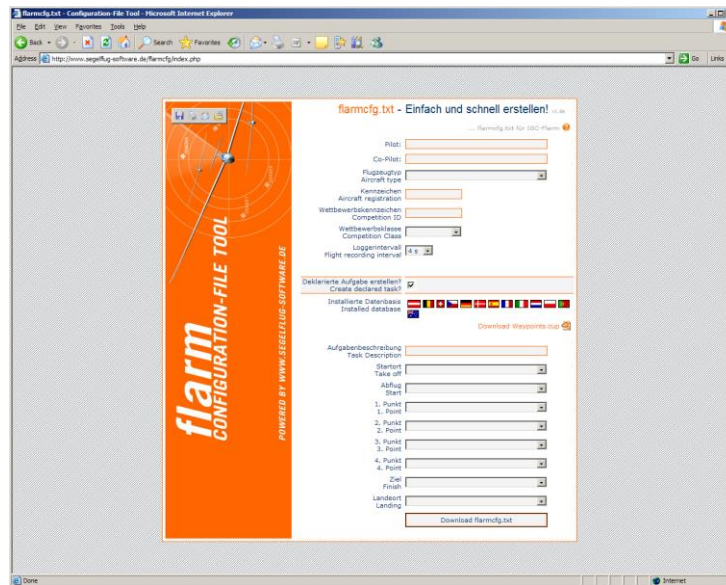 flarmcfg.txt - Configuration-File Tool - Microsoft Internet Explorer
File Edit View Favorites Tools Help
Back Search Favorites
Address http://www.segelflug-software.de/flarmcfg/index.php Go Links
flarmcfg.txt - Einfach und schnell erstellen!
... flarmcfg.txt für IGC-Flarm
Pilot:
Co-Pilot:
Flugzeugtyp
Aircraft type
Kennzeichen
Aircraft registration
Wettbewerbskennzeichen
Competition ID
Wettbewerbsklasse
Competition Class
Loggerintervall
Flight recording interval
4 s
Deklarierte Aufgabe erstellen?
Create declared task?
Installierte Datenbasis
Installed database
Download Waypoints.cup
Aufgabenbeschreibung
Task Description
Startort
Take off
Abflug
Start
1. Punkt
1. Point
2. Punkt
2. Point
3. Punkt
3. Point
4. Punkt
4. Point
Ziel
Finish
Landeort
Landing
Download flarmcfg.txt
flarm
CONFIGURATION-FILE TOOL
POWERED BY WWW.SEGELFLUG-SOFTWARE.DE
Done
Internet